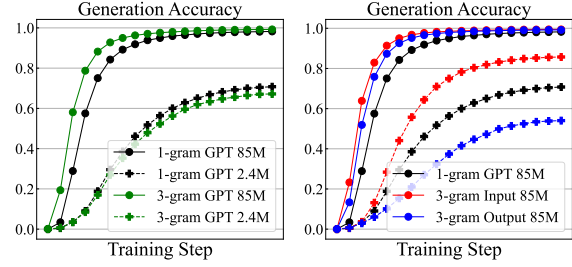 Generation Accuracy
1.0
0.8
0.6
0.4
0.2
0.0
1-gram GPT 85M
1-gram GPT 2.4M
3-gram GPT 85M
3-gram GPT 2.4M
Training Step
Generation Accuracy
1.0
0.8
0.6
0.4
0.2
0.0
1-gram GPT 85M
3-gram Input 85M
3-gram Output 85M
Training Step